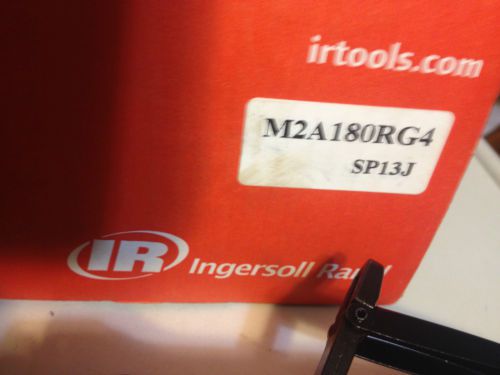 irtools.com
M2A180RG4
SP13J
IR Ingersoll Rand